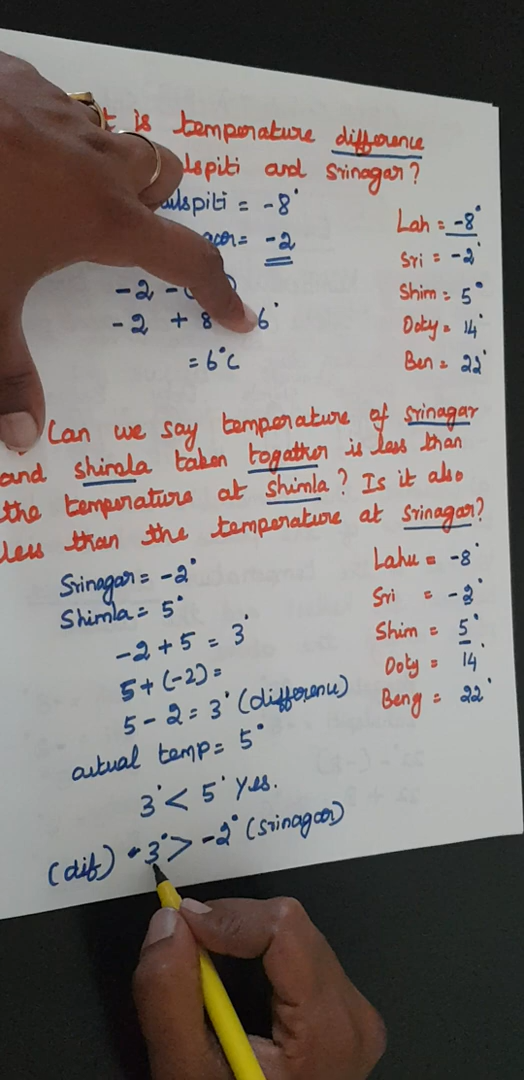 is temperature difference
lspiti and srinagar?
ulspiti = -8°
= -2
-2 -(
-2 + 8 6°
= 6°C
Lah = -8°
Sri = -2°
Shim = 5°
Ooty = 14°
Ben = 22°
Can we say temperature of srinagar
and shimla taken togather is less than
the temperature at shimla? Is it also
less than the temperature at srinagar?
Srinagar = -2°
Shimla = 5°
-2 + 5 = 3°
5 + (-2) =
5 - 2 = 3° (difference)
autual temp = 5°
3° < 5° Yes.
(dif) - 3° > -2° (Srinagar)
Lahu = -8°
Sri = -2°
Shim = 5°
Ooty = 14°
Beng = 22°